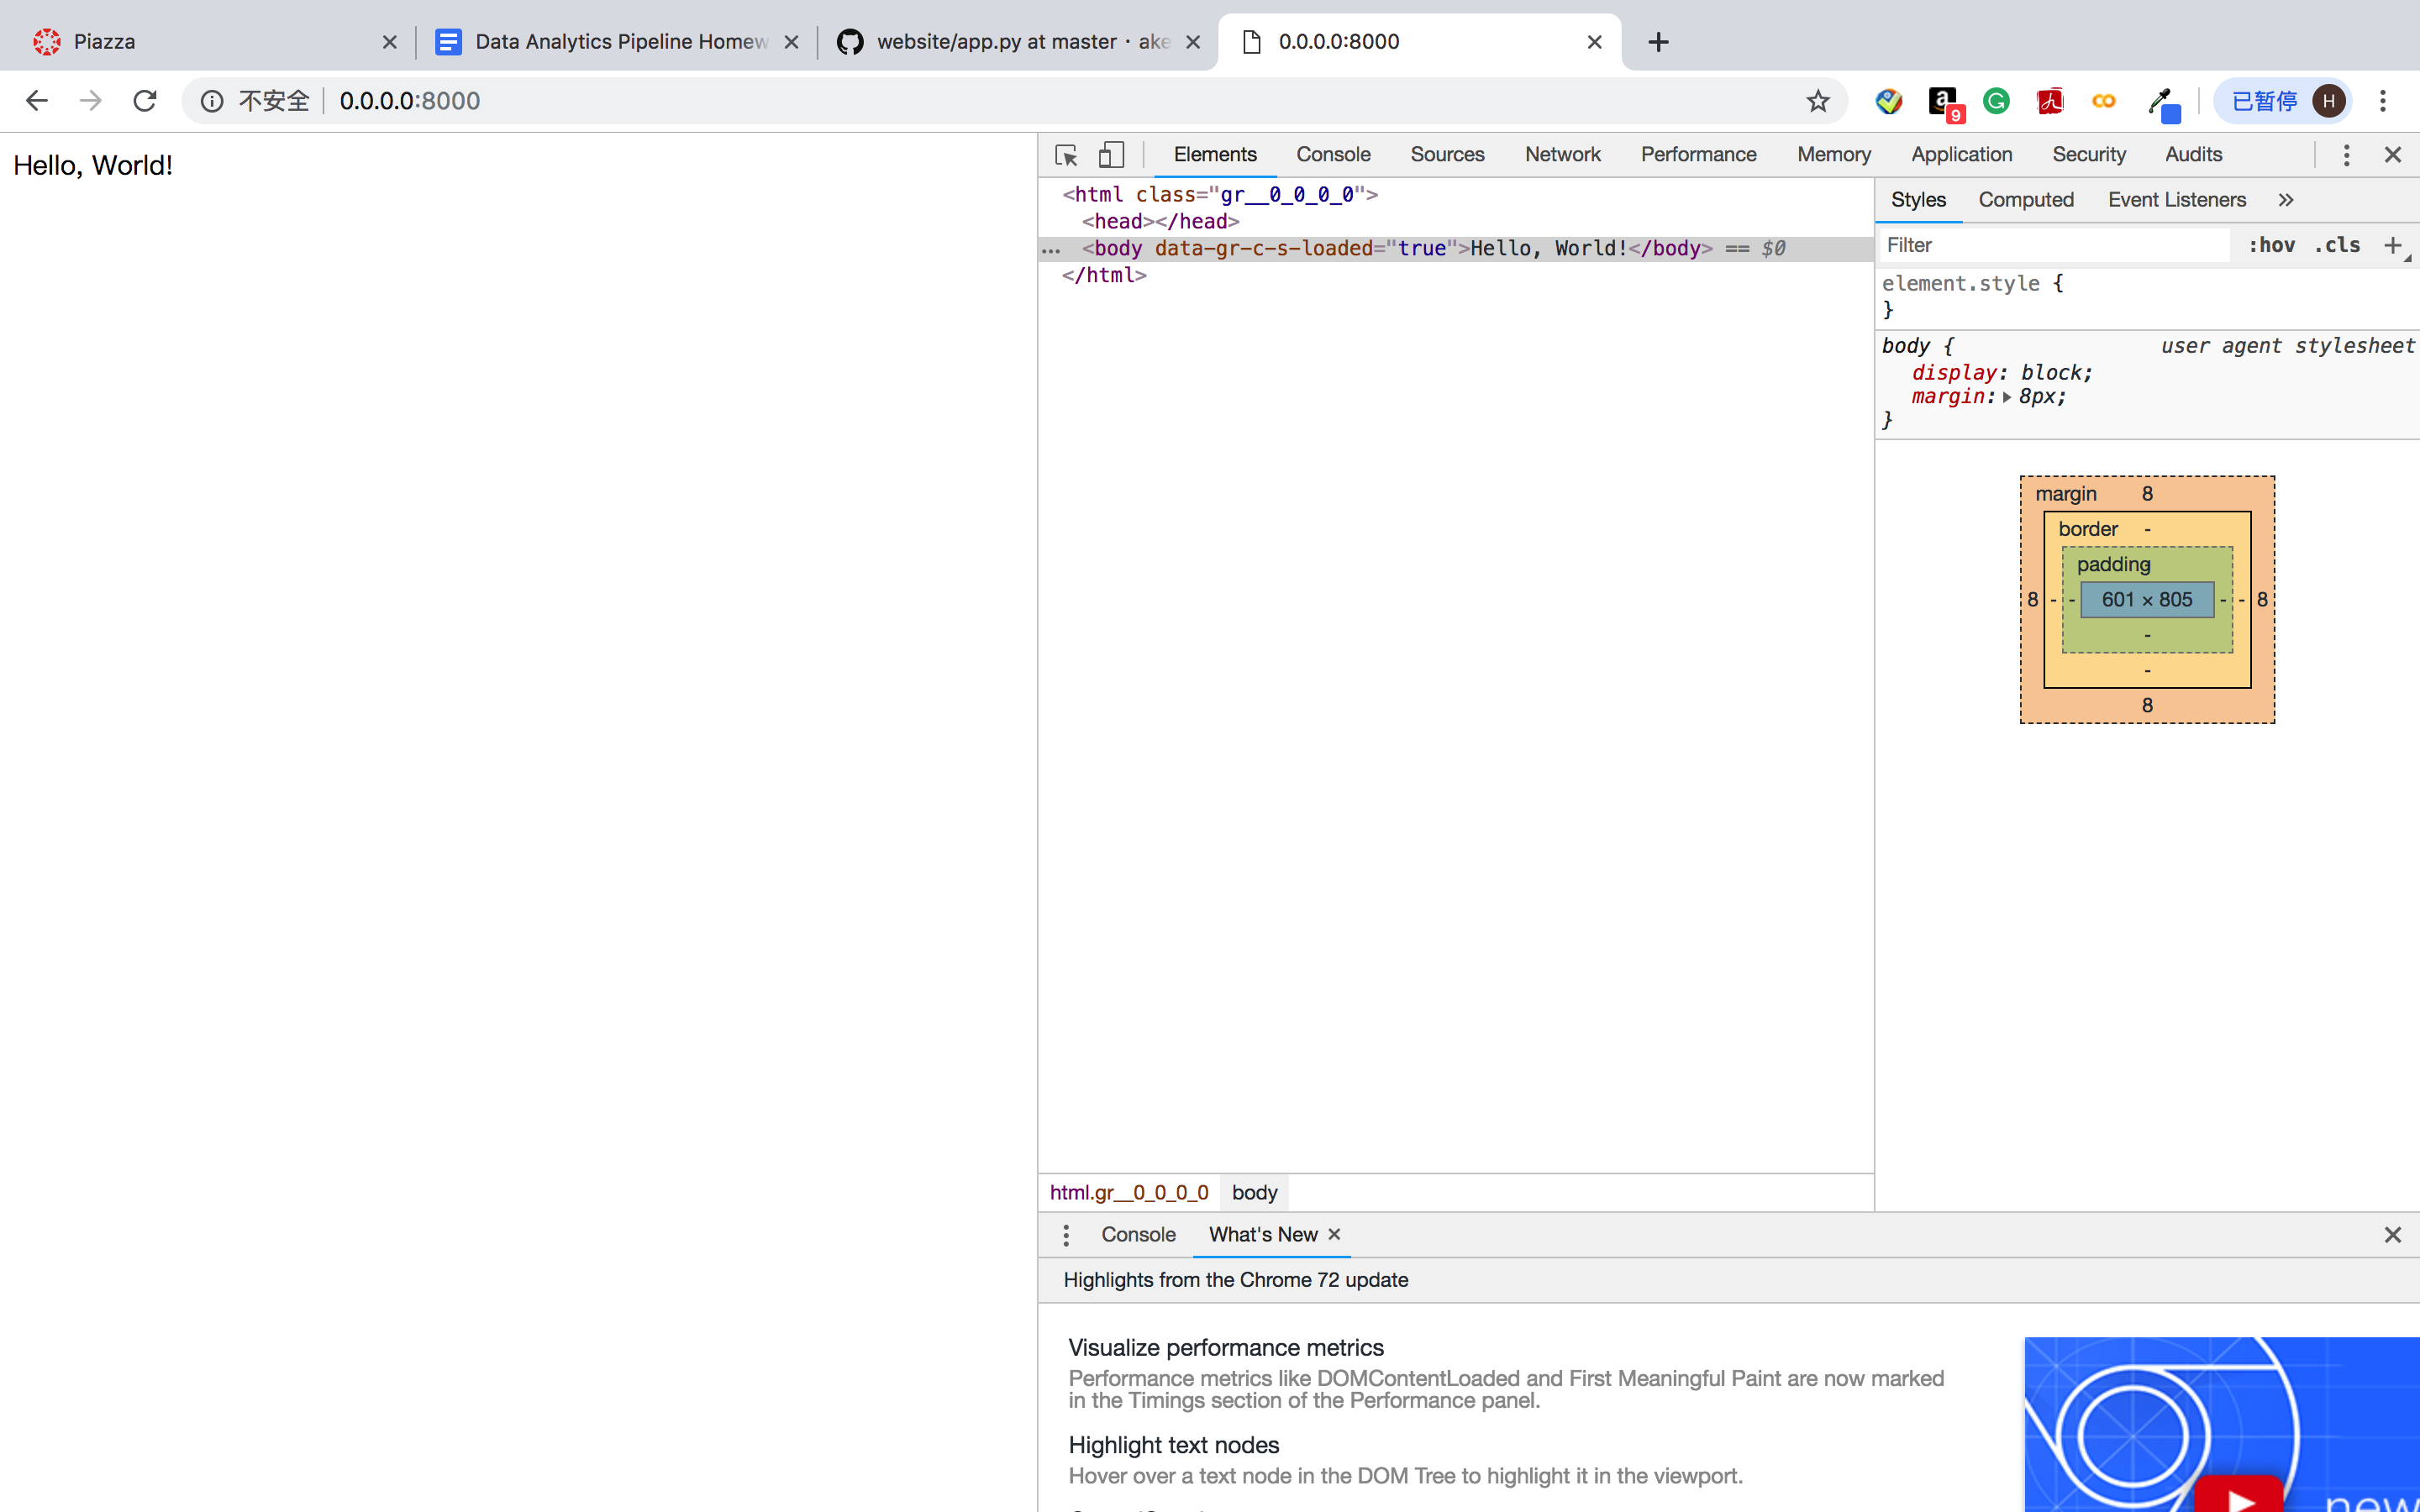 Piazza
Data Analytics Pipeline Homew
website/app.py at master · ake
0.0.0.0:8000
不安全
0.0.0.0:8000
9
已暂停
H
Hello, World!
Elements Console Sources Network Performance Memory Application Security Audits
<html class="gr__0_0_0_0">
<head></head>
<body data-gr-c-s-loaded="true">Hello, World!</body> == $0
</html>
Styles Computed Event Listeners »
Filter :hov .cls +
element.style {
}
body { user agent stylesheet
display: block;
margin: 8px;
}
margin 8
border -
padding -
8 - - 601 × 805 - - 8
-
-
8
html.gr__0_0_0_0 body
Console What's New
Highlights from the Chrome 72 update
Visualize performance metrics
Performance metrics like DOMContentLoaded and First Meaningful Paint are now marked
in the Timings section of the Performance panel.
Highlight text nodes
Hover over a text node in the DOM Tree to highlight it in the viewport.
new